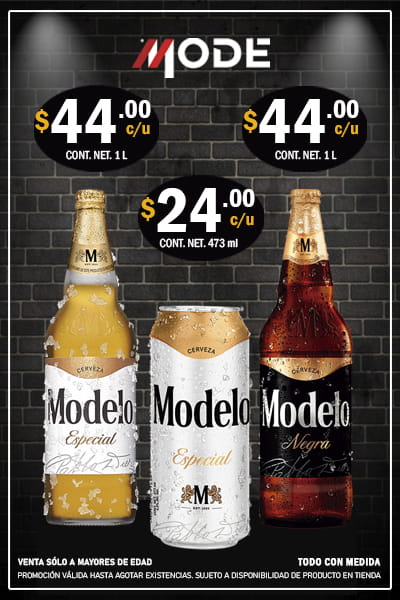 MODE
$44.00 c/u
CONT. NET. 1 L
$44.00 c/u
CONT. NET. 1 L
$24.00 c/u
CONT. NET. 473 ml
M
M
CERVEZA
Modelo
Especial
CERVEZA
Modelo
Especial
M
CERVEZA
Modelo
Negra
VENTA SÓLO A MAYORES DE EDAD
TODO CON MEDIDA
PROMOCIÓN VÁLIDA HASTA AGOTAR EXISTENCIAS. SUJETO A DISPONIBILIDAD DE PRODUCTO EN TIENDA